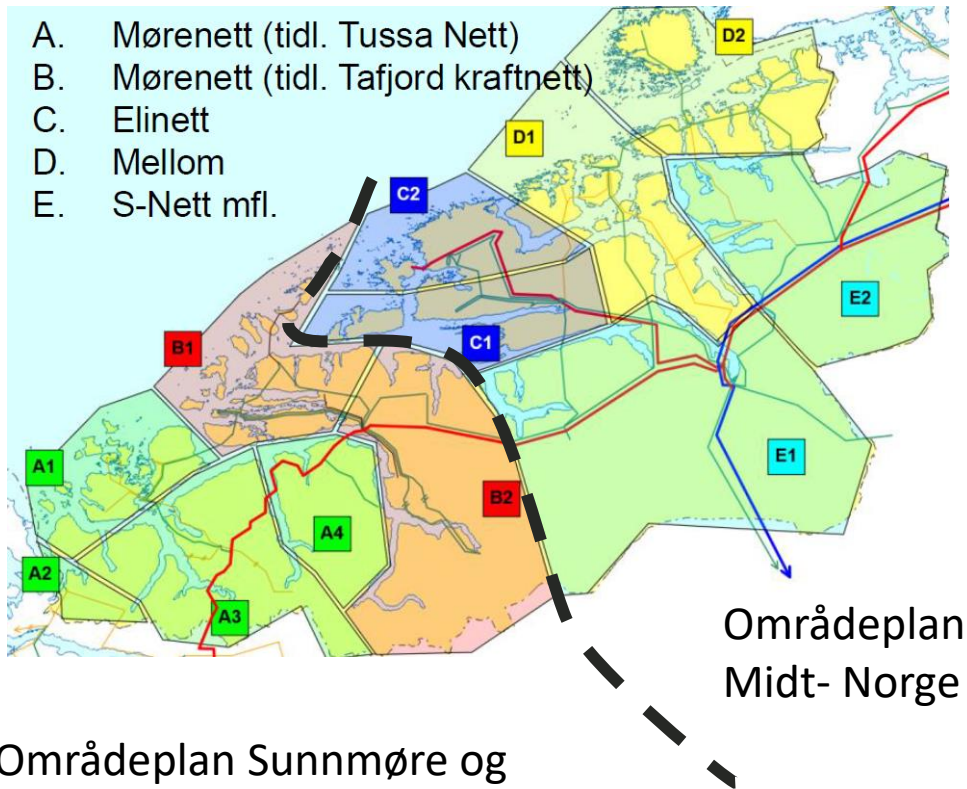 A. Mørenett (tidl. Tussa Nett)
B. Mørenett (tidl. Tafjord kraftnett)
C. Elinett
D. Mellom
E. S-Nett mfl.
D2
D1
C2
E2
B1
C1
A1
E1
B2
A4
A2
A3
Områdeplan
Midt- Norge
Områdeplan Sunnmøre og